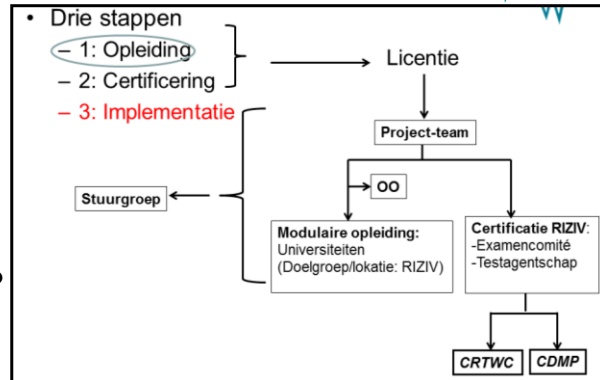 • Drie stappen
– 1: Opleiding
– 2: Certificering
– 3: Implementatie
Licentie
Project-team
OO
Stuurgroep
Modulaire opleiding:
Universiteiten
(Doelgroep/lokatie: RIZIV)
Certificatie RIZIV:
-Examencomité
-Testagentschap
CRTWC
CDMP